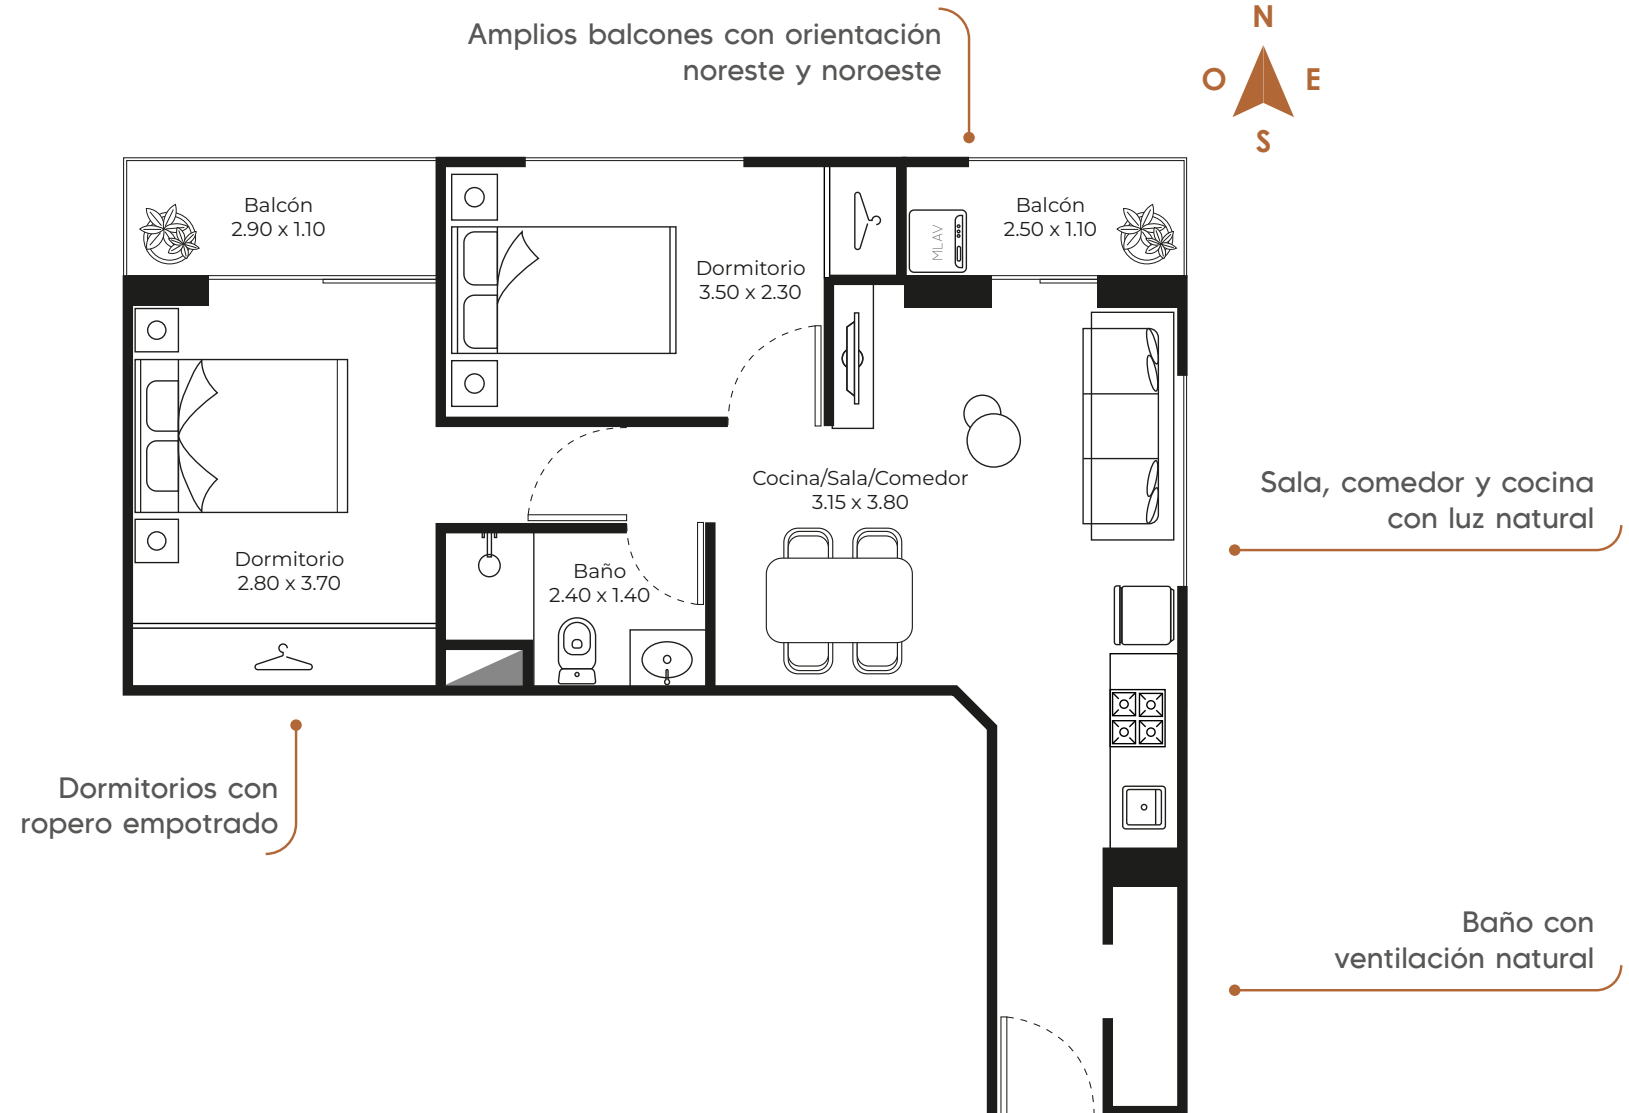 Amplios balcones con orientación
noreste y noroeste
N
O
E
S
Balcón
2.90 x 1.10
Balcón
2.50 x 1.10
MLAV
Dormitorio
3.50 x 2.30
Cocina/Sala/Comedor
3.15 x 3.80
Sala, comedor y cocina
con luz natural
Dormitorio
2.80 x 3.70
Baño
2.40 x 1.40
Dormitorios con
ropero empotrado
Baño con
ventilación natural